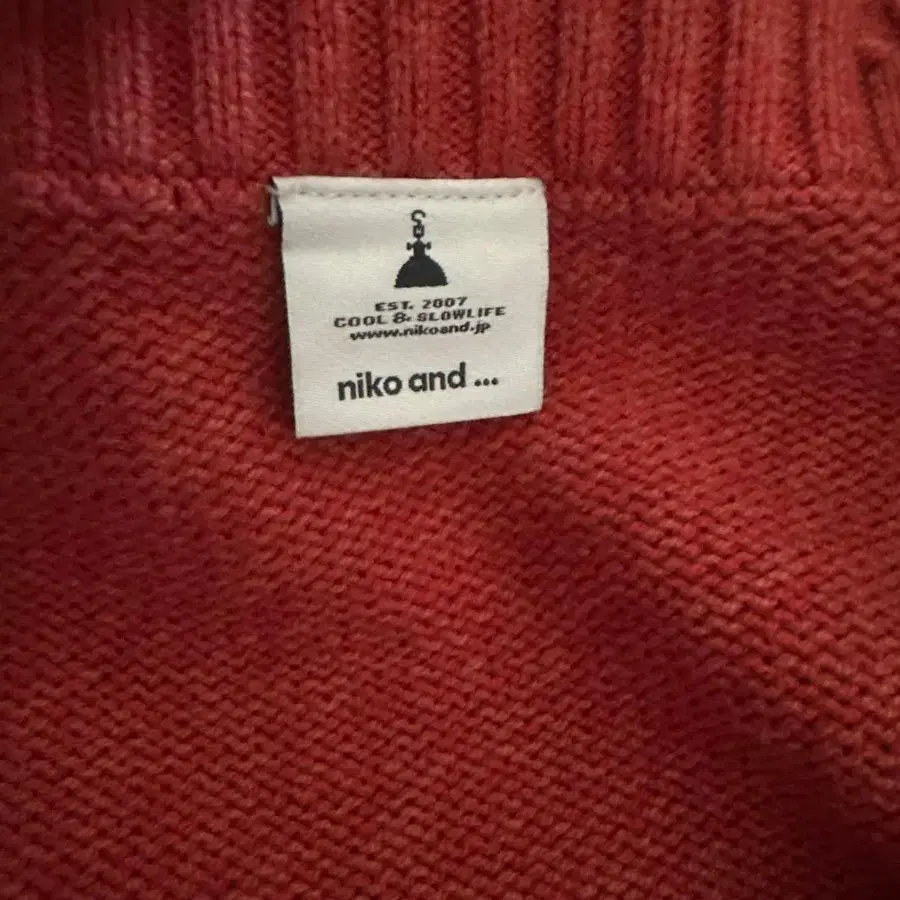 EST. 2007
COOL & SLOWLIFE
www.nikoand.jp
niko and ...